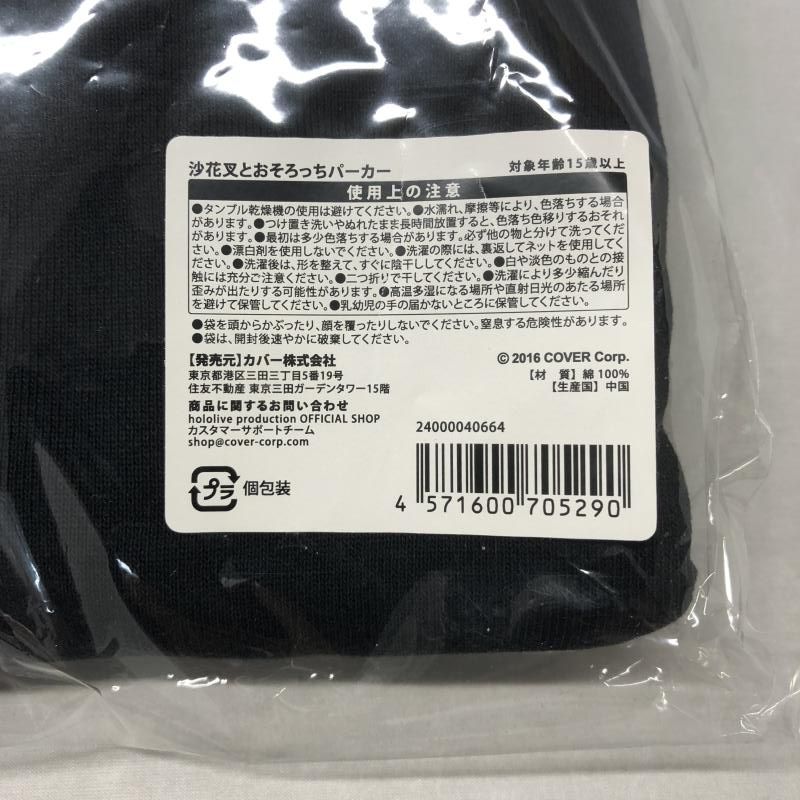 沙花叉とおそろっちパーカー 対象年齢15歳以上
使用上の注意
●タンブル乾燥機の使用は避けてください。●水濡れ、摩擦等により、色落ちする場合
があります。●つけ置き洗いやぬれたまま長時間放置すると、色落ち色移りするおそれ
があります。●最初は多少色落ちする場合があります。必ず他の物と分けて洗ってくだ
さい。●漂白剤を使用しないでください。●洗濯の際には、裏返してネットを使用してく
ださい。●洗濯後は、形を整えて、すぐに陰干ししてください。●白や淡色のものとの接
触には充分ご注意ください。●二つ折りで干してください。●洗濯により多少縮んだり
歪みが出たりする可能性があります。●高温多湿になる場所や直射日光のあたる場所
を避けて保管してください。●乳幼児の手の届かないところに保管してください。
●袋を頭からかぶったり、顔を覆ったりしないでください。窒息する危険性があります。
●袋は、開封後速やかに破棄してください。
【発売元】カバー株式会社
東京都港区三田三丁目5番19号
住友不動産 東京三田ガーデンタワー15階
商品に関するお問い合わせ
hololive production OFFICIAL SHOP
カスタマーサポートチーム
shop@cover-corp.com
© 2016 COVER Corp.
【材 質】綿 100%
【生産国】中国
24000040664
プラ 個包装
4 571600 705290